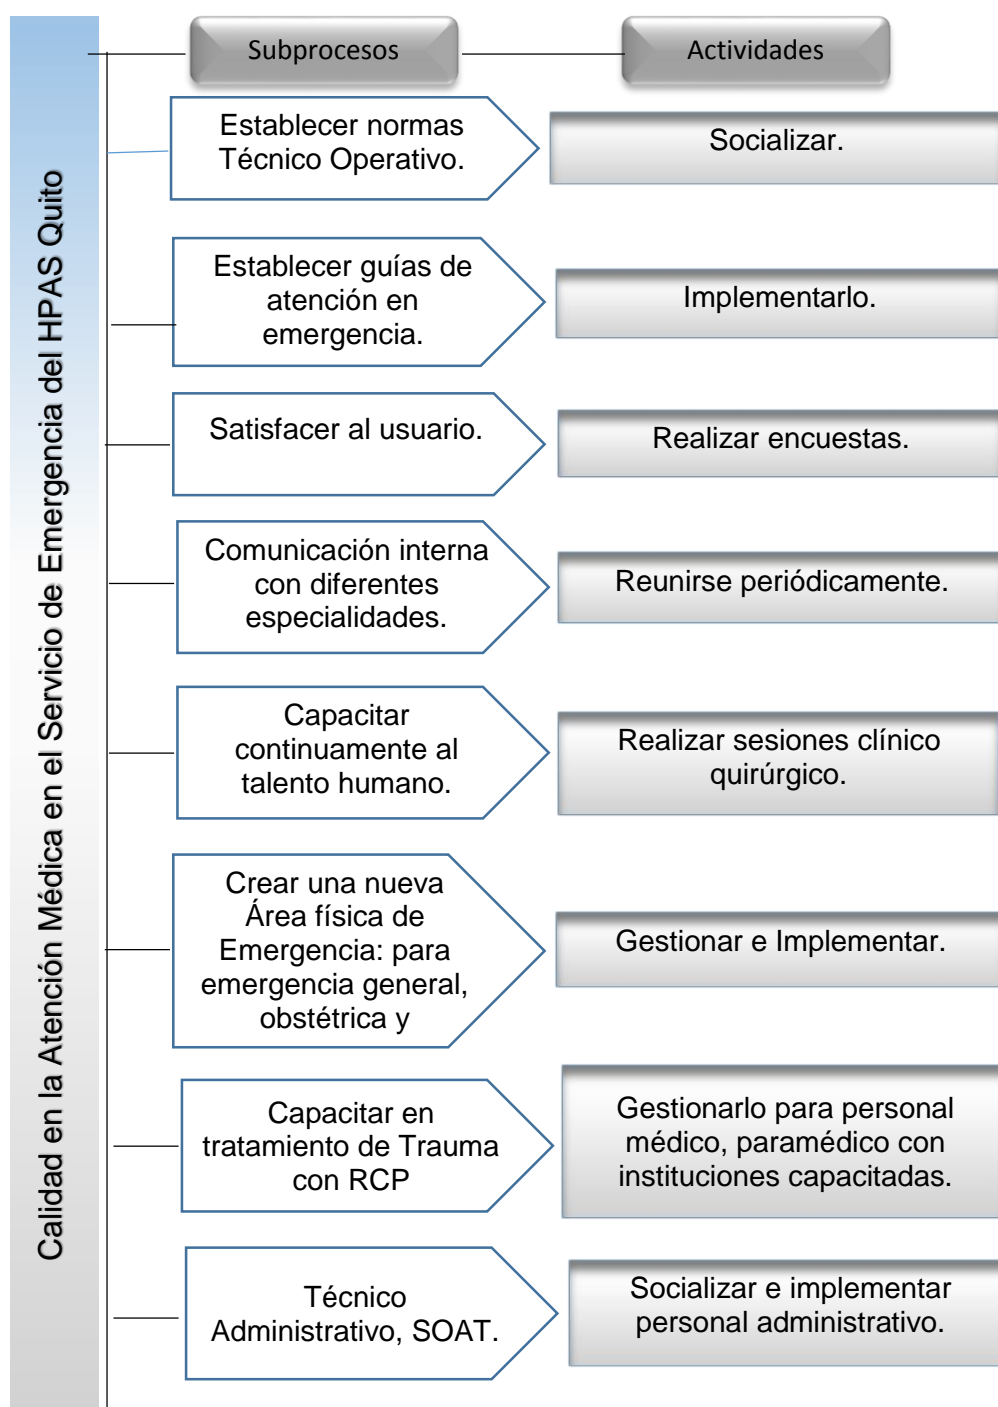 Calidad en la Atención Médica en el Servicio de Emergencia del HPAS Quito
Subprocesos
Actividades
Establecer normas
Técnico Operativo.
Socializar.
Establecer guías de
atención en
emergencia.
Implementarlo.
Satisfacer al usuario.
Realizar encuestas.
Comunicación interna
con diferentes
especialidades.
Reunirse periódicamente.
Capacitar
continuamente al
talento humano.
Realizar sesiones clínico
quirúrgico.
Crear una nueva
Área física de
Emergencia: para
emergencia general,
obstétrica y
Gestionar e Implementar.
Capacitar en
tratamiento de Trauma
con RCP
Gestionarlo para personal
médico, paramédico con
instituciones capacitadas.
Técnico
Administrativo, SOAT.
Socializar e implementar
personal administrativo.